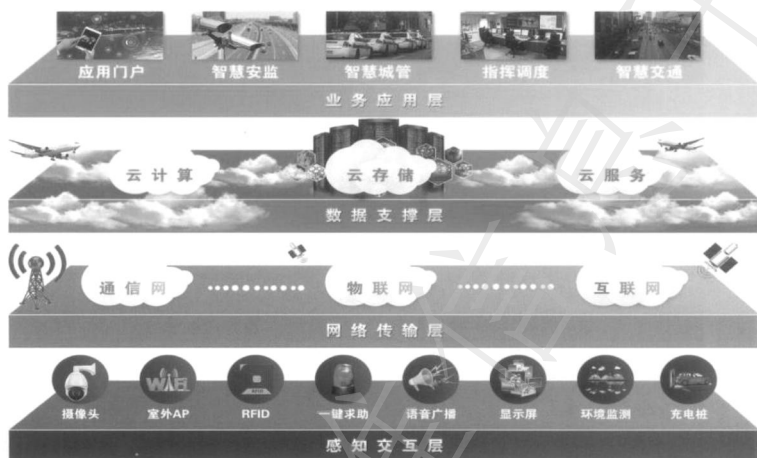 应用门户 智慧安监 智慧城管 指挥调度 智慧交通
业务应用层
云计算 云存储 云服务
数据支撑层
通信网 物联网 互联网
网络传输层
摄像头 室外AP RFID 一键求助 语音广播 显示屏 环境监测 充电桩
感知交互层